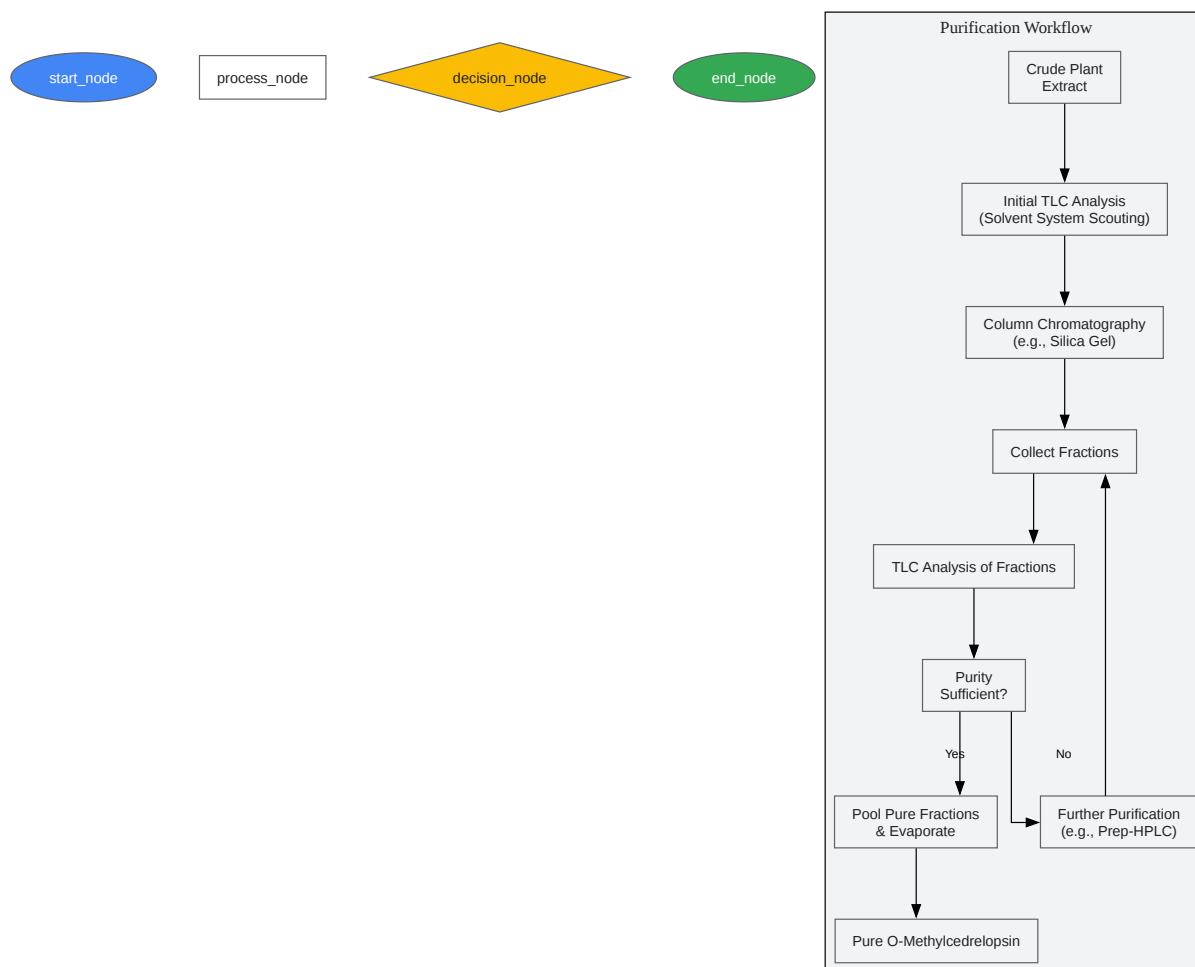 start_node
process_node
decision_node
end_node
Purification Workflow
Crude Plant
Extract
Initial TLC Analysis
(Solvent System Scouting)
Column Chromatography
(e.g., Silica Gel)
Collect Fractions
TLC Analysis of Fractions
Purity
Sufficient?
Yes
No
Pool Pure Fractions
& Evaporate
Further Purification
(e.g., Prep-HPLC)
Pure O-Methylcedrelopsin